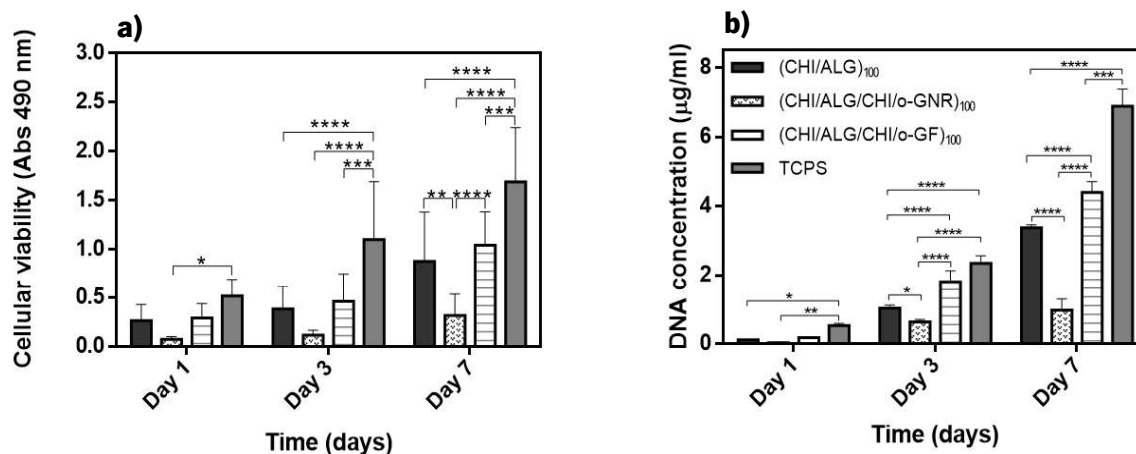 a)
Cellular viability (Abs 490 nm)
3.0
2.5
2.0
1.5
1.0
0.5
0.0
****
****
***
****
****
***
** ****
*
Day 1
Day 3
Day 7
Time (days)
b)
DNA concentration (µg/ml)
8
6
4
2
0
(CHI/ALG)100
(CHI/ALG/CHI/o-GNR)100
(CHI/ALG/CHI/o-GF)100
TCPS
****
***
****
****
****
****
****
****
****
*
*
**
Day 1
Day 3
Day 7
Time (days)